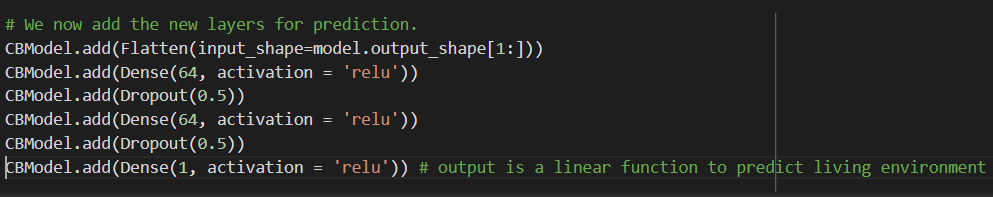 # We now add the new layers for prediction.
CBModel.add(Flatten(input_shape=model.output_shape[1:]))
CBModel.add(Dense(64, activation = 'relu'))
CBModel.add(Dropout(0.5))
CBModel.add(Dense(64, activation = 'relu'))
CBModel.add(Dropout(0.5))
CBModel.add(Dense(1, activation = 'relu')) # output is a linear function to predict living environment